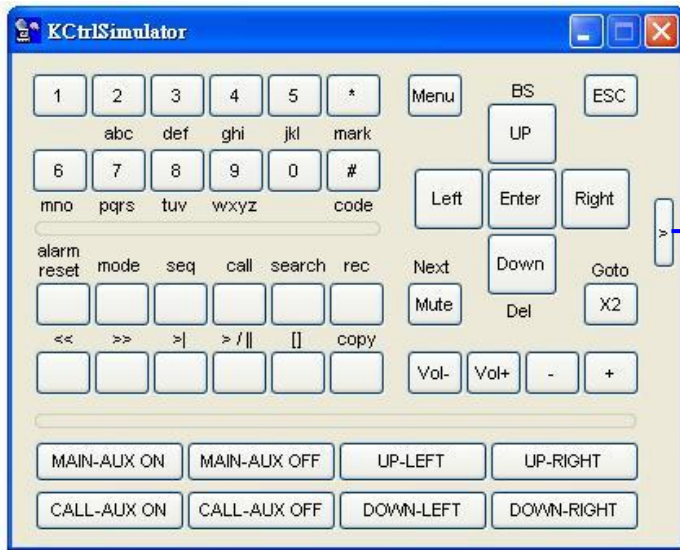 KCtrlSimulator
1 2 3 4 5 * Menu BS ESC
abc def ghi jkl mark UP
6 7 8 9 0 # Left Enter Right
mno pqrs tuv wxyz code >
alarm
reset mode seq call search rec Next Down Goto
Mute Del X2
<< >> >| > / || [] copy
Vol- Vol+ - +
MAIN-AUX ON MAIN-AUX OFF UP-LEFT UP-RIGHT
CALL-AUX ON CALL-AUX OFF DOWN-LEFT DOWN-RIGHT